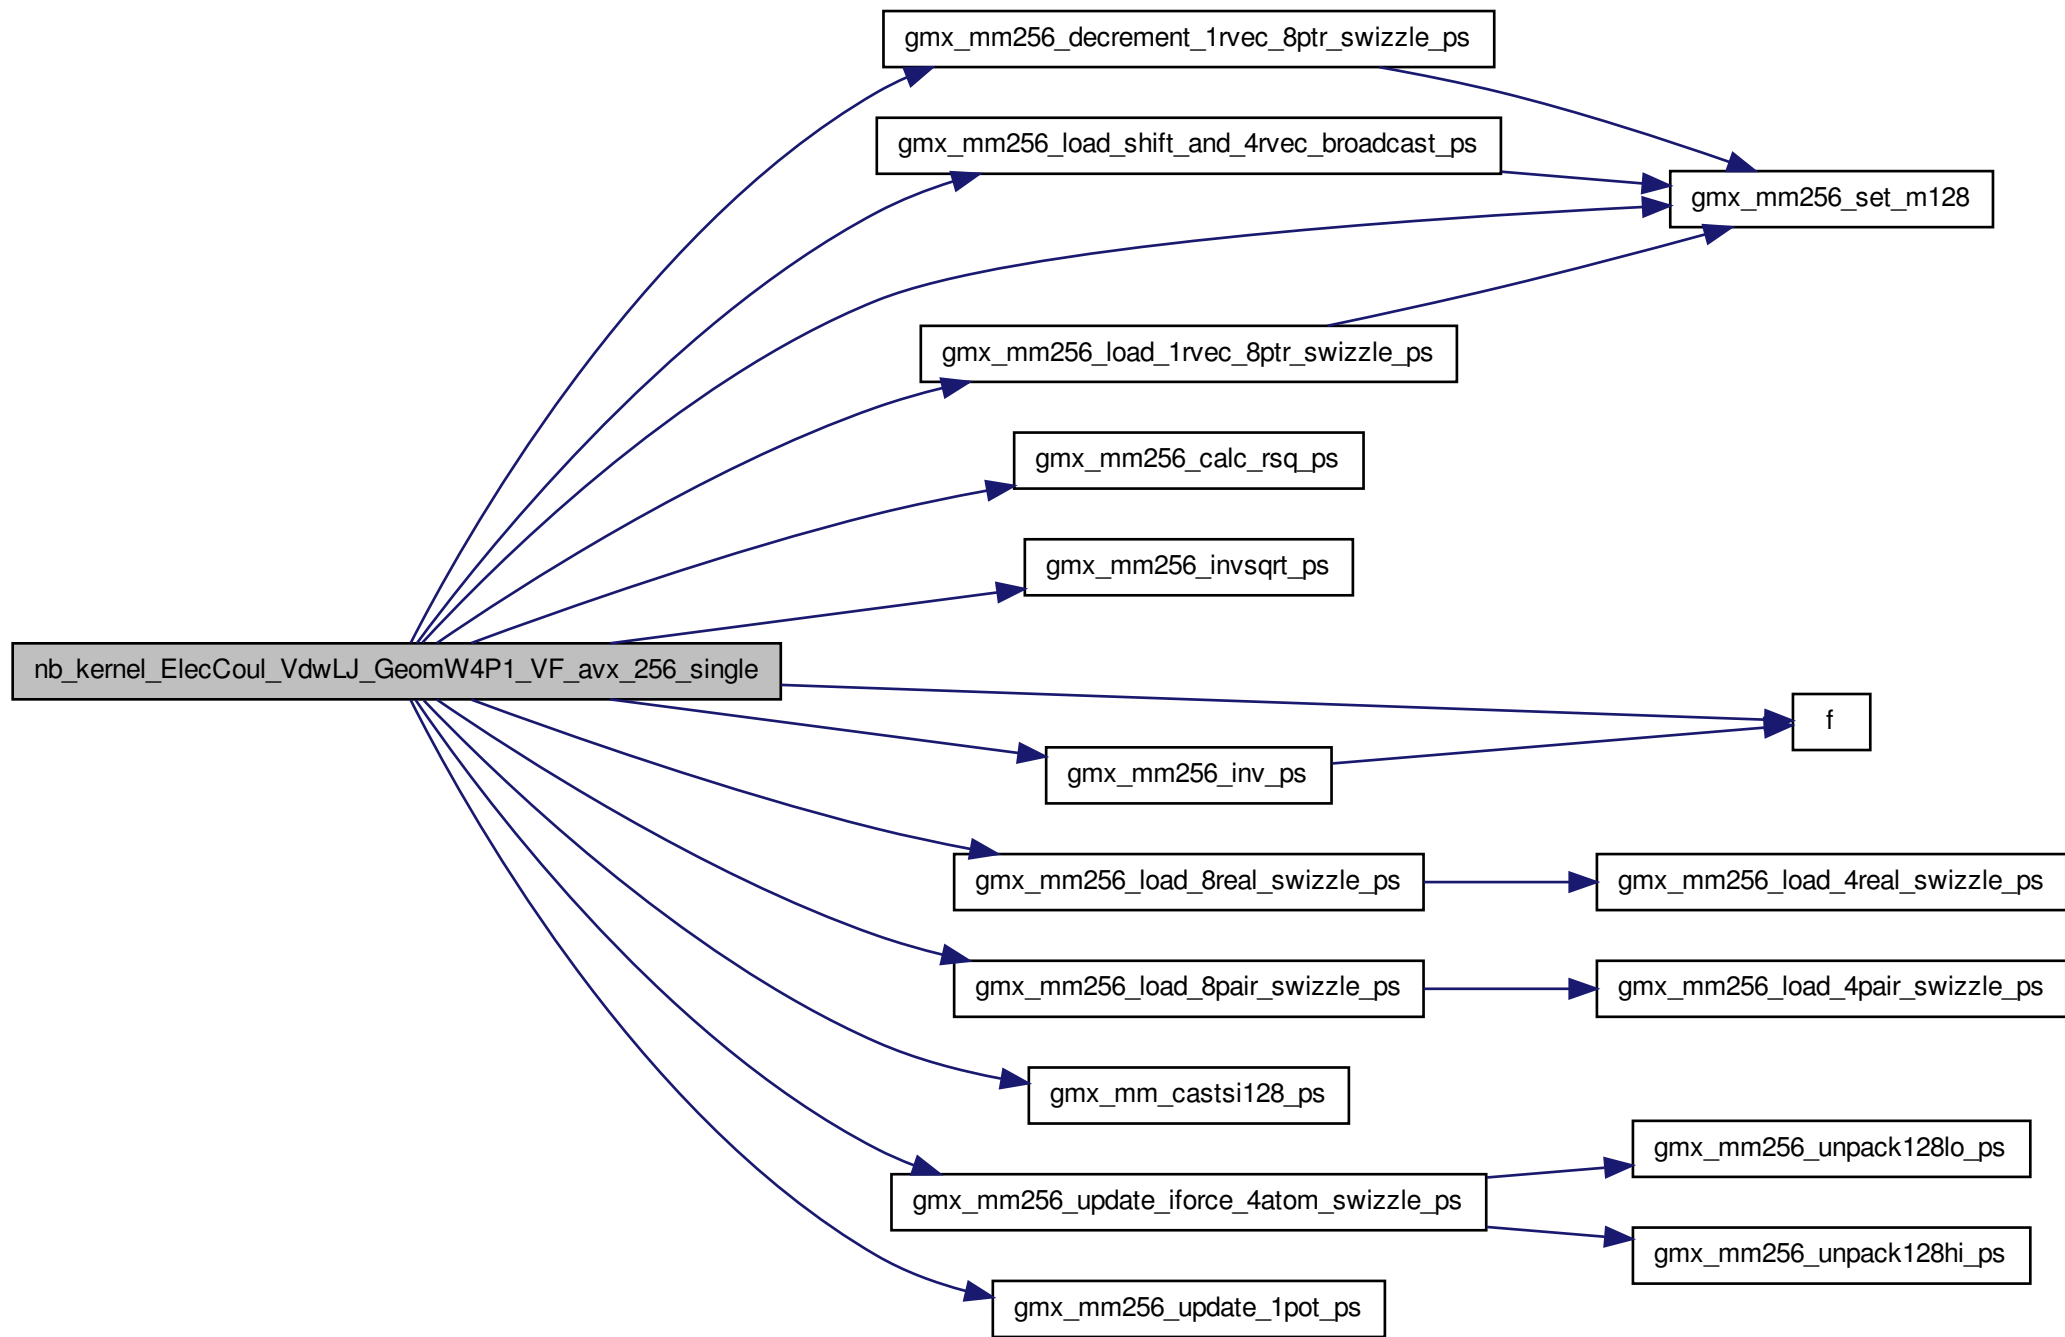 gmx_mm256_decrement_1rvec_8ptr_swizzle_ps
gmx_mm256_load_shift_and_4rvec_broadcast_ps
gmx_mm256_set_m128
gmx_mm256_load_1rvec_8ptr_swizzle_ps
gmx_mm256_calc_rsq_ps
gmx_mm256_invsqrt_ps
nb_kernel_ElecCoul_VdwLJ_GeomW4P1_VF_avx_256_single
f
gmx_mm256_inv_ps
gmx_mm256_load_8real_swizzle_ps
gmx_mm256_load_4real_swizzle_ps
gmx_mm256_load_8pair_swizzle_ps
gmx_mm256_load_4pair_swizzle_ps
gmx_mm_castsi128_ps
gmx_mm256_unpack128lo_ps
gmx_mm256_update_iforce_4atom_swizzle_ps
gmx_mm256_unpack128hi_ps
gmx_mm256_update_1pot_ps